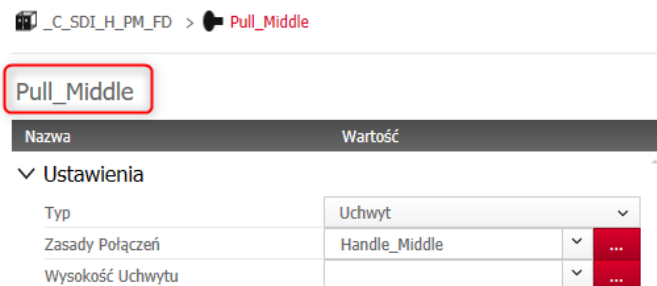 _C_SDI_H_PM_FD > Pull_Middle
Pull_Middle
Nazwa Wartość
Ustawienia
Typ Uchwyt
Zasady Połączeń Handle_Middle ...
Wysokość Uchwytu ...